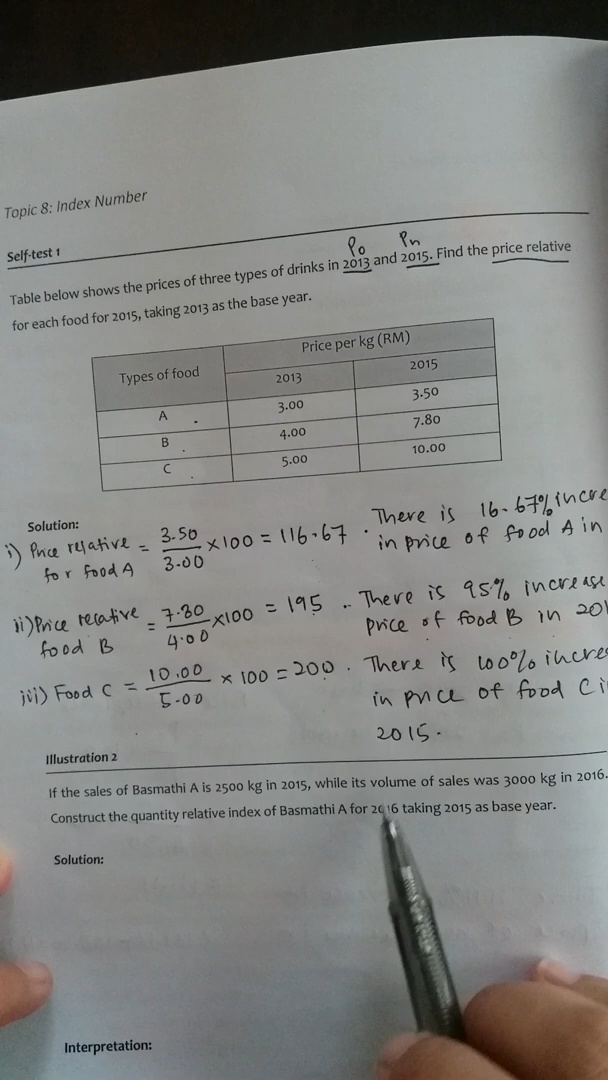 Topic 8: Index Number
Self-test 1
Po Pn
Table below shows the prices of three types of drinks in 2013 and 2015. Find the price relative
for each food for 2015, taking 2013 as the base year.
Types of food Price per kg (RM)
2013 2015
A 3.00 3.50
B 4.00 7.80
C 5.00 10.00
Solution:
i) Price relative for food A = 3.50/3.00 × 100 = 116.67. There is 16.67% incre
in price of food A in
ii) Price relative food B = 7.80/4.00 × 100 = 195 .. There is 95% increase
price of food B in 201
iii) Food C = 10.00/5.00 × 100 = 200. There is 100% incre
in price of food C i
2015.
Illustration 2
If the sales of Basmathi A is 2500 kg in 2015, while its volume of sales was 3000 kg in 2016.
Construct the quantity relative index of Basmathi A for 2016 taking 2015 as base year.
Solution:
Interpretation: